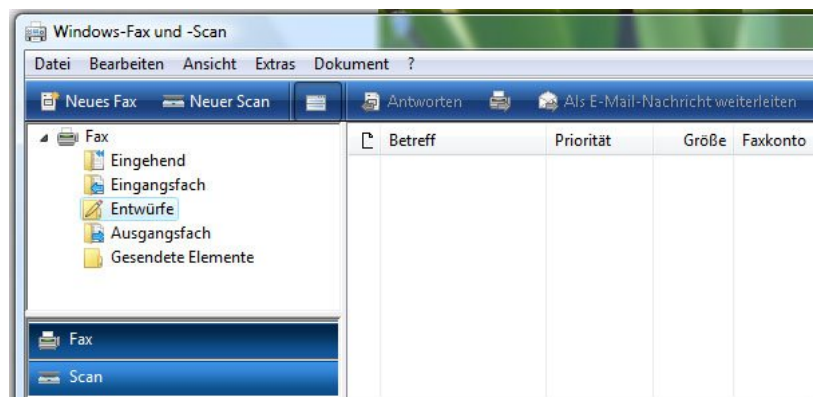 Windows-Fax und -Scan
Datei Bearbeiten Ansicht Extras Dokument ?
Neues Fax Neuer Scan Antworten Als E-Mail-Nachricht weiterleiten
Fax
Eingehend
Eingangsfach
Entwürfe
Ausgangsfach
Gesendete Elemente
Betreff Priorität Größe Faxkonto
Fax
Scan